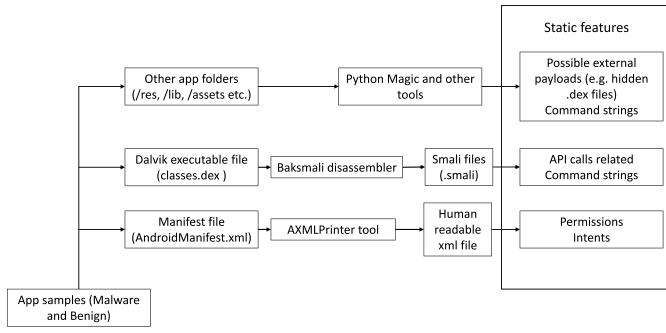 Static features
Other app folders
(/res, /lib, /assets etc.)
Python Magic and other
tools
Possible external
payloads (e.g. hidden
.dex files)
Command strings
Dalvik executable file
(classes.dex )
Baksmali disassembler
Smali files
(.smali)
API calls related
Command strings
Manifest file
(AndroidManifest.xml)
AXMLPrinter tool
Human
readable
xml file
Permissions
Intents
App samples (Malware
and Benign)